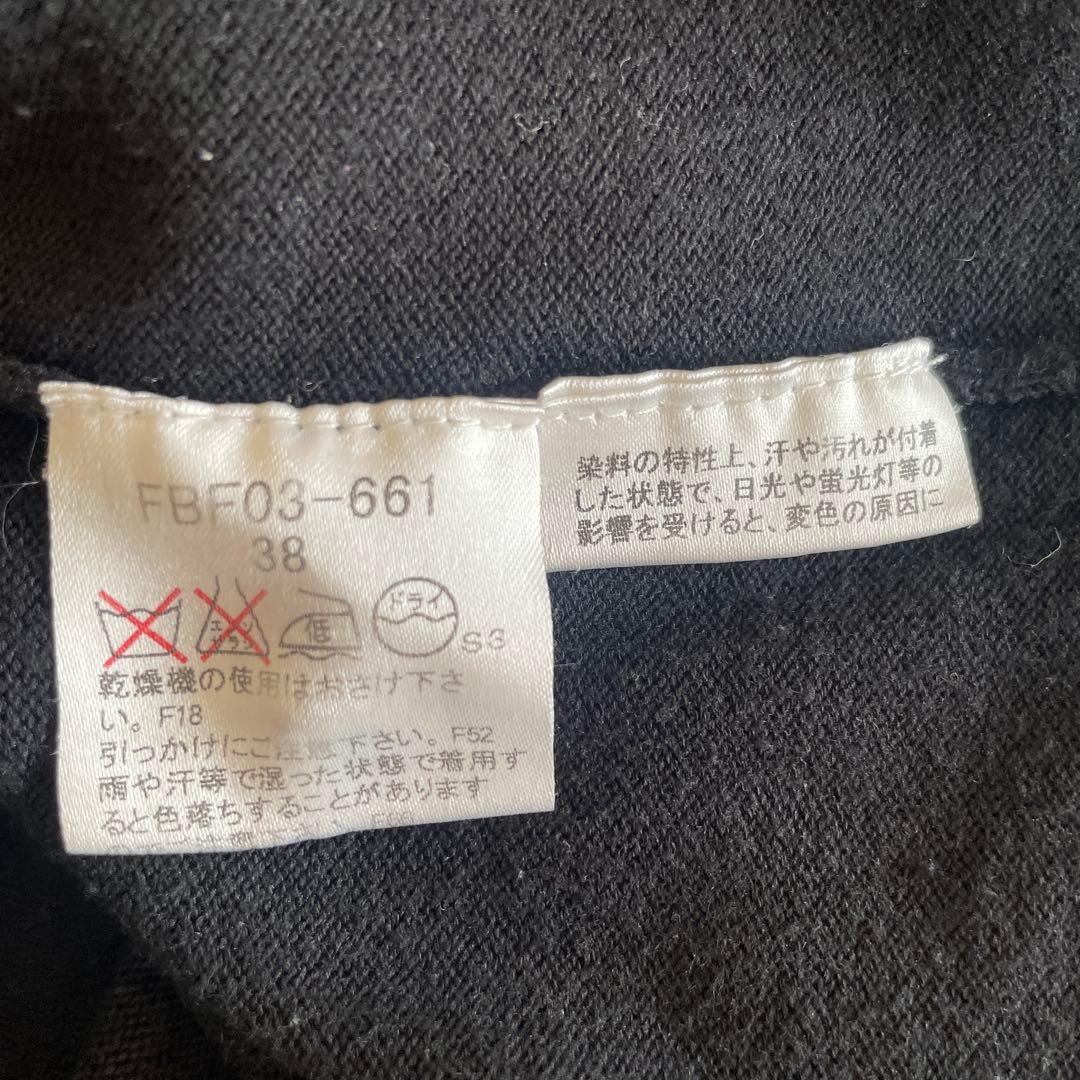 FBF03-661
38
エンソ
サラシ
低
ドライ
S3
乾燥機の使用はおさけ下さ
い。F18
引っかけにご注意下さい。F52
雨や汗等で湿った状態で着用す
ると色落ちすることがあります
染料の特性上、汗や汚れが付着
した状態で、日光や蛍光灯等の
影響を受けると、変色の原因に